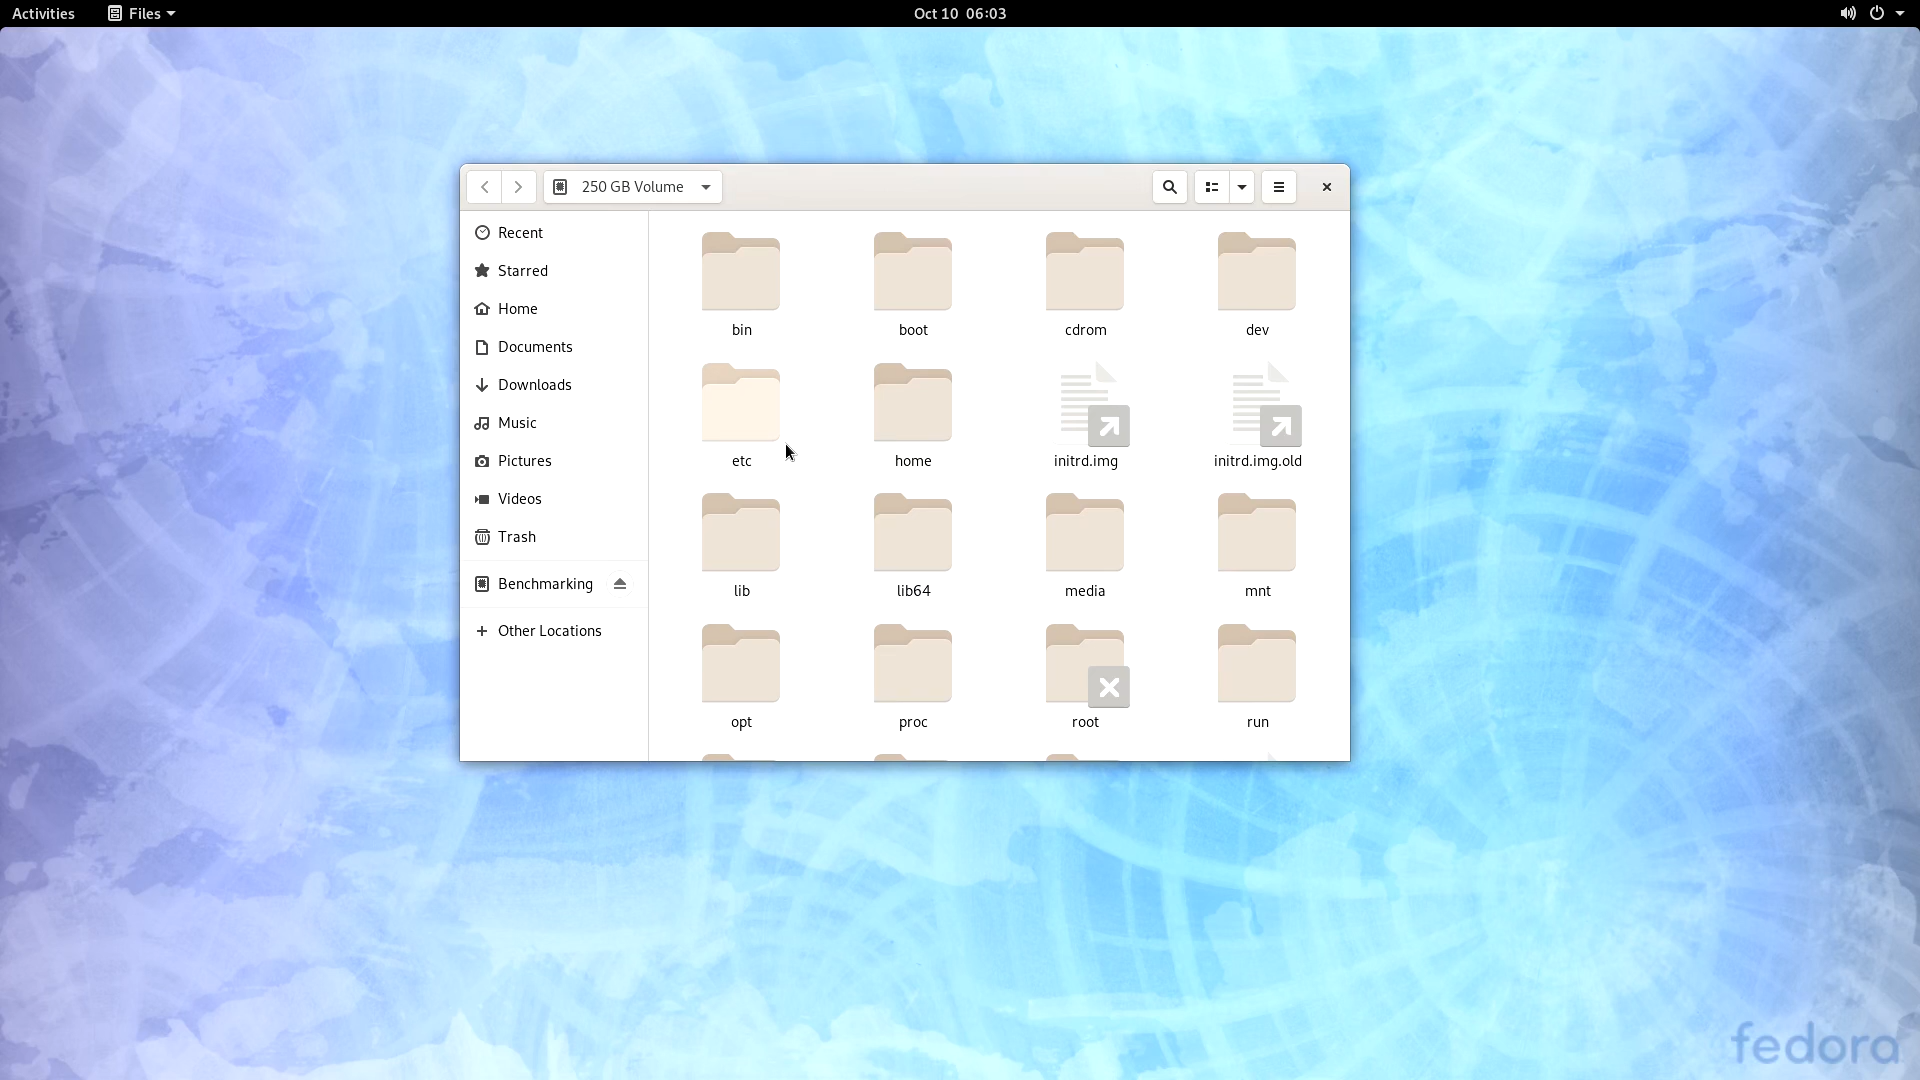 Activities
Files
Oct 10 06:03
250 GB Volume
Recent
Starred
Home
Documents
Downloads
Music
Pictures
Videos
Trash
Benchmarking
Other Locations
bin
boot
cdrom
dev
etc
home
initrd.img
initrd.img.old
lib
lib64
media
mnt
opt
proc
root
run
fedora